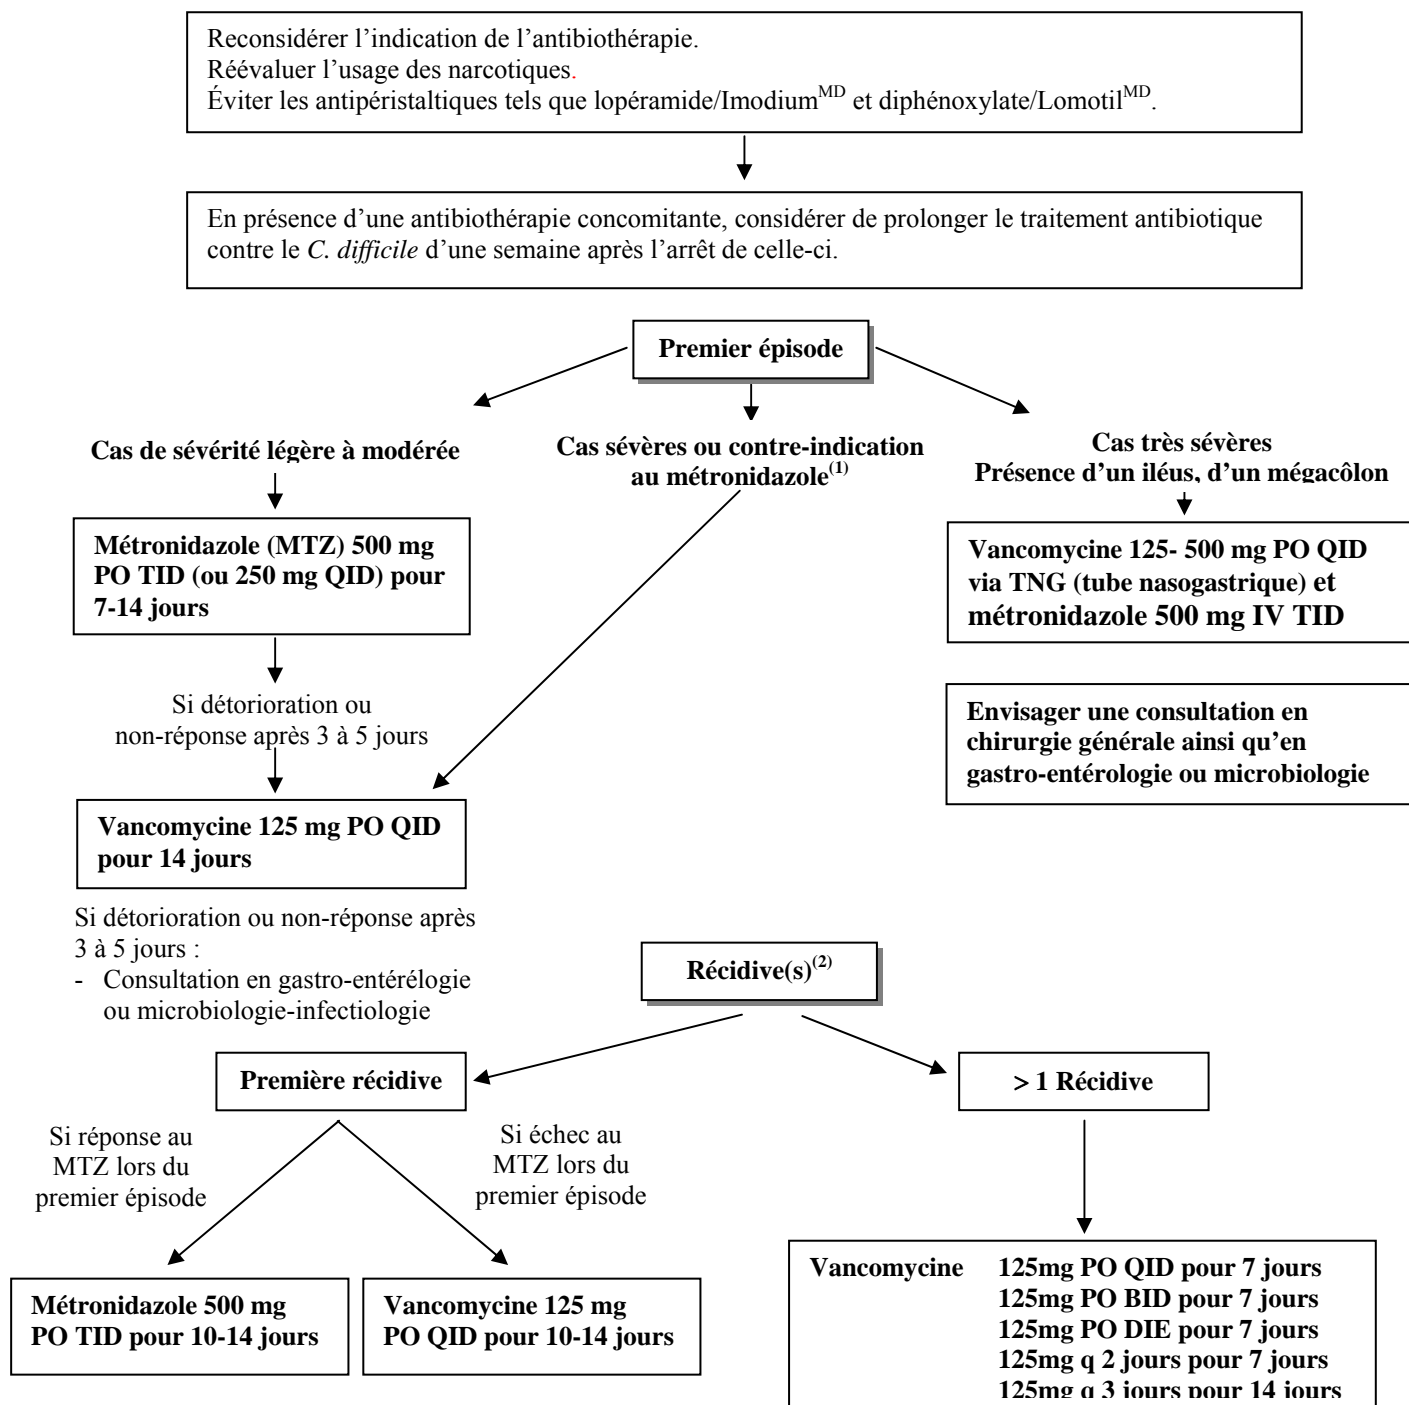 Reconsidérer l’indication de l’antibiothérapie.
Réévaluer l’usage des narcotiques.
Éviter les antipéristaltiques tels que lopéramide/Imodium^MD et diphénoxylate/Lomotil^MD.
En présence d’une antibiothérapie concomitante, considérer de prolonger le traitement antibiotique
contre le C. difficile d’une semaine après l’arrêt de celle-ci.
Premier épisode
Cas de sévérité légère à modérée
Métronidazole (MTZ) 500 mg
PO TID (ou 250 mg QID) pour
7-14 jours
Si détorioration ou
non-réponse après 3 à 5 jours
Cas sévères ou contre-indication
au métronidazole^(1)
Vancomycine 125 mg PO QID
pour 14 jours
Si détorioration ou non-réponse après
3 à 5 jours :
- Consultation en gastro-entérélogie
ou microbiologie-infectiologie
Cas très sévères
Présence d’un iléus, d’un mégacôlon
Vancomycine 125- 500 mg PO QID
via TNG (tube nasogastrique) et
métronidazole 500 mg IV TID
Envisager une consultation en
chirurgie générale ainsi qu’en
gastro-entérologie ou microbiologie
Récidive(s)^(2)
Première récidive
Si réponse au
MTZ lors du
premier épisode
Si échec au
MTZ lors du
premier épisode
Métronidazole 500 mg
PO TID pour 10-14 jours
Vancomycine 125 mg
PO QID pour 10-14 jours
> 1 Récidive
Vancomycine 125mg PO QID pour 7 jours
125mg PO BID pour 7 jours
125mg PO DIE pour 7 jours
125mg q 2 jours pour 7 jours
125mg q 3 jours pour 14 jours